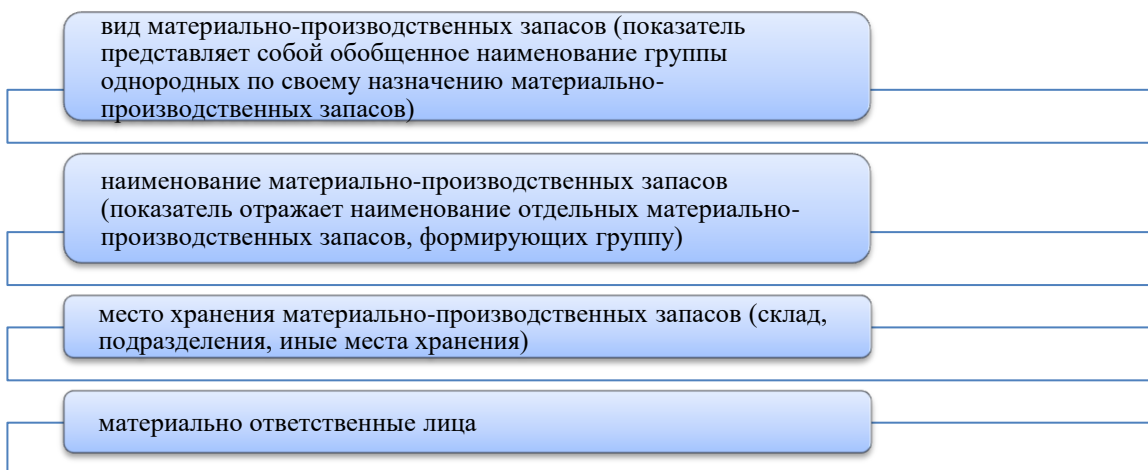 вид материально-производственных запасов (показатель
представляет собой обобщенное наименование группы
однородных по своему назначению материально-
производственных запасов)
наименование материально-производственных запасов
(показатель отражает наименование отдельных материально-
производственных запасов, формирующих группу)
место хранения материально-производственных запасов (склад,
подразделения, иные места хранения)
материально ответственные лица